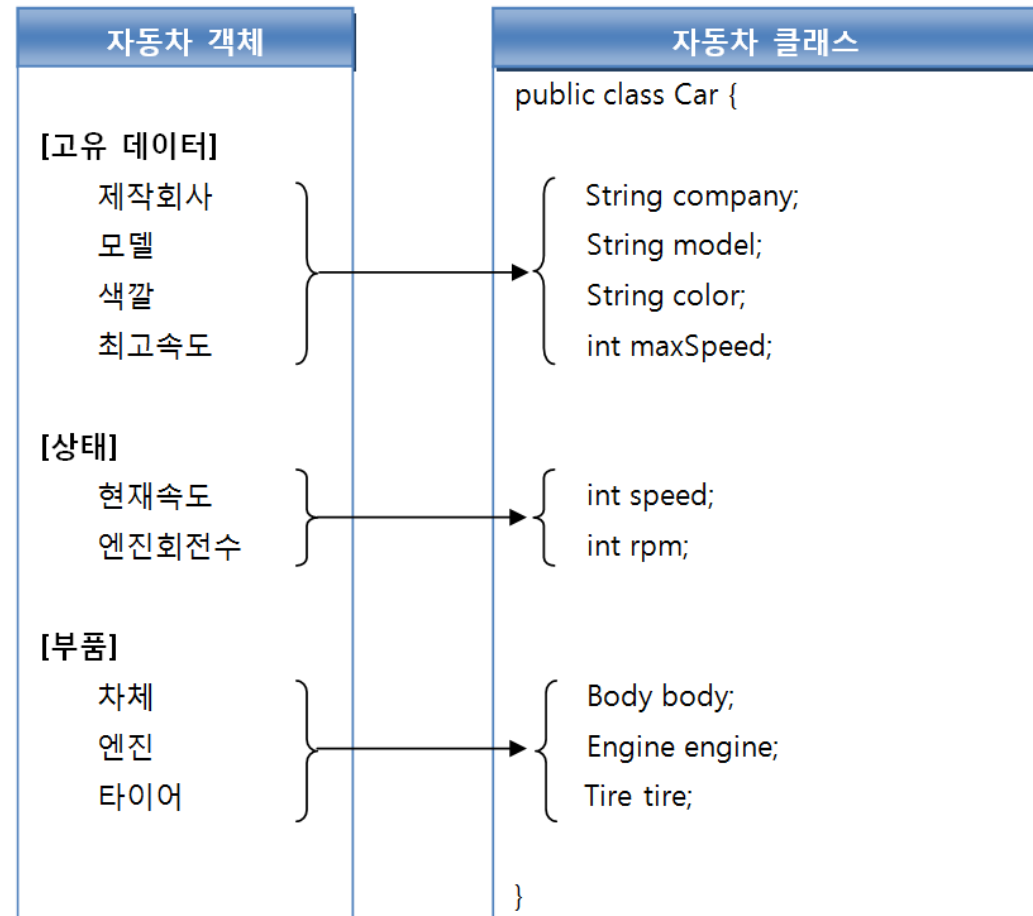 자동차 객체
[고유 데이터]
제작회사
모델
색깔
최고속도
[상태]
현재속도
엔진회전수
[부품]
차체
엔진
타이어
자동차 클래스
public class Car {
String company;
String model;
String color;
int maxSpeed;
int speed;
int rpm;
Body body;
Engine engine;
Tire tire;
}